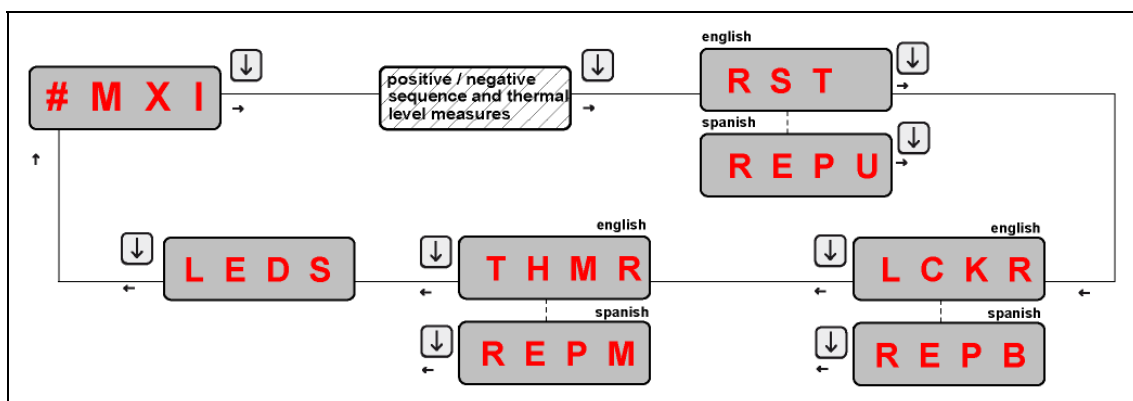 # M X I
positive / negative
sequence and thermal
level measures
english
R S T
spanish
R E P U
english
L C K R
spanish
R E P B
english
T H M R
spanish
R E P M
L E D S